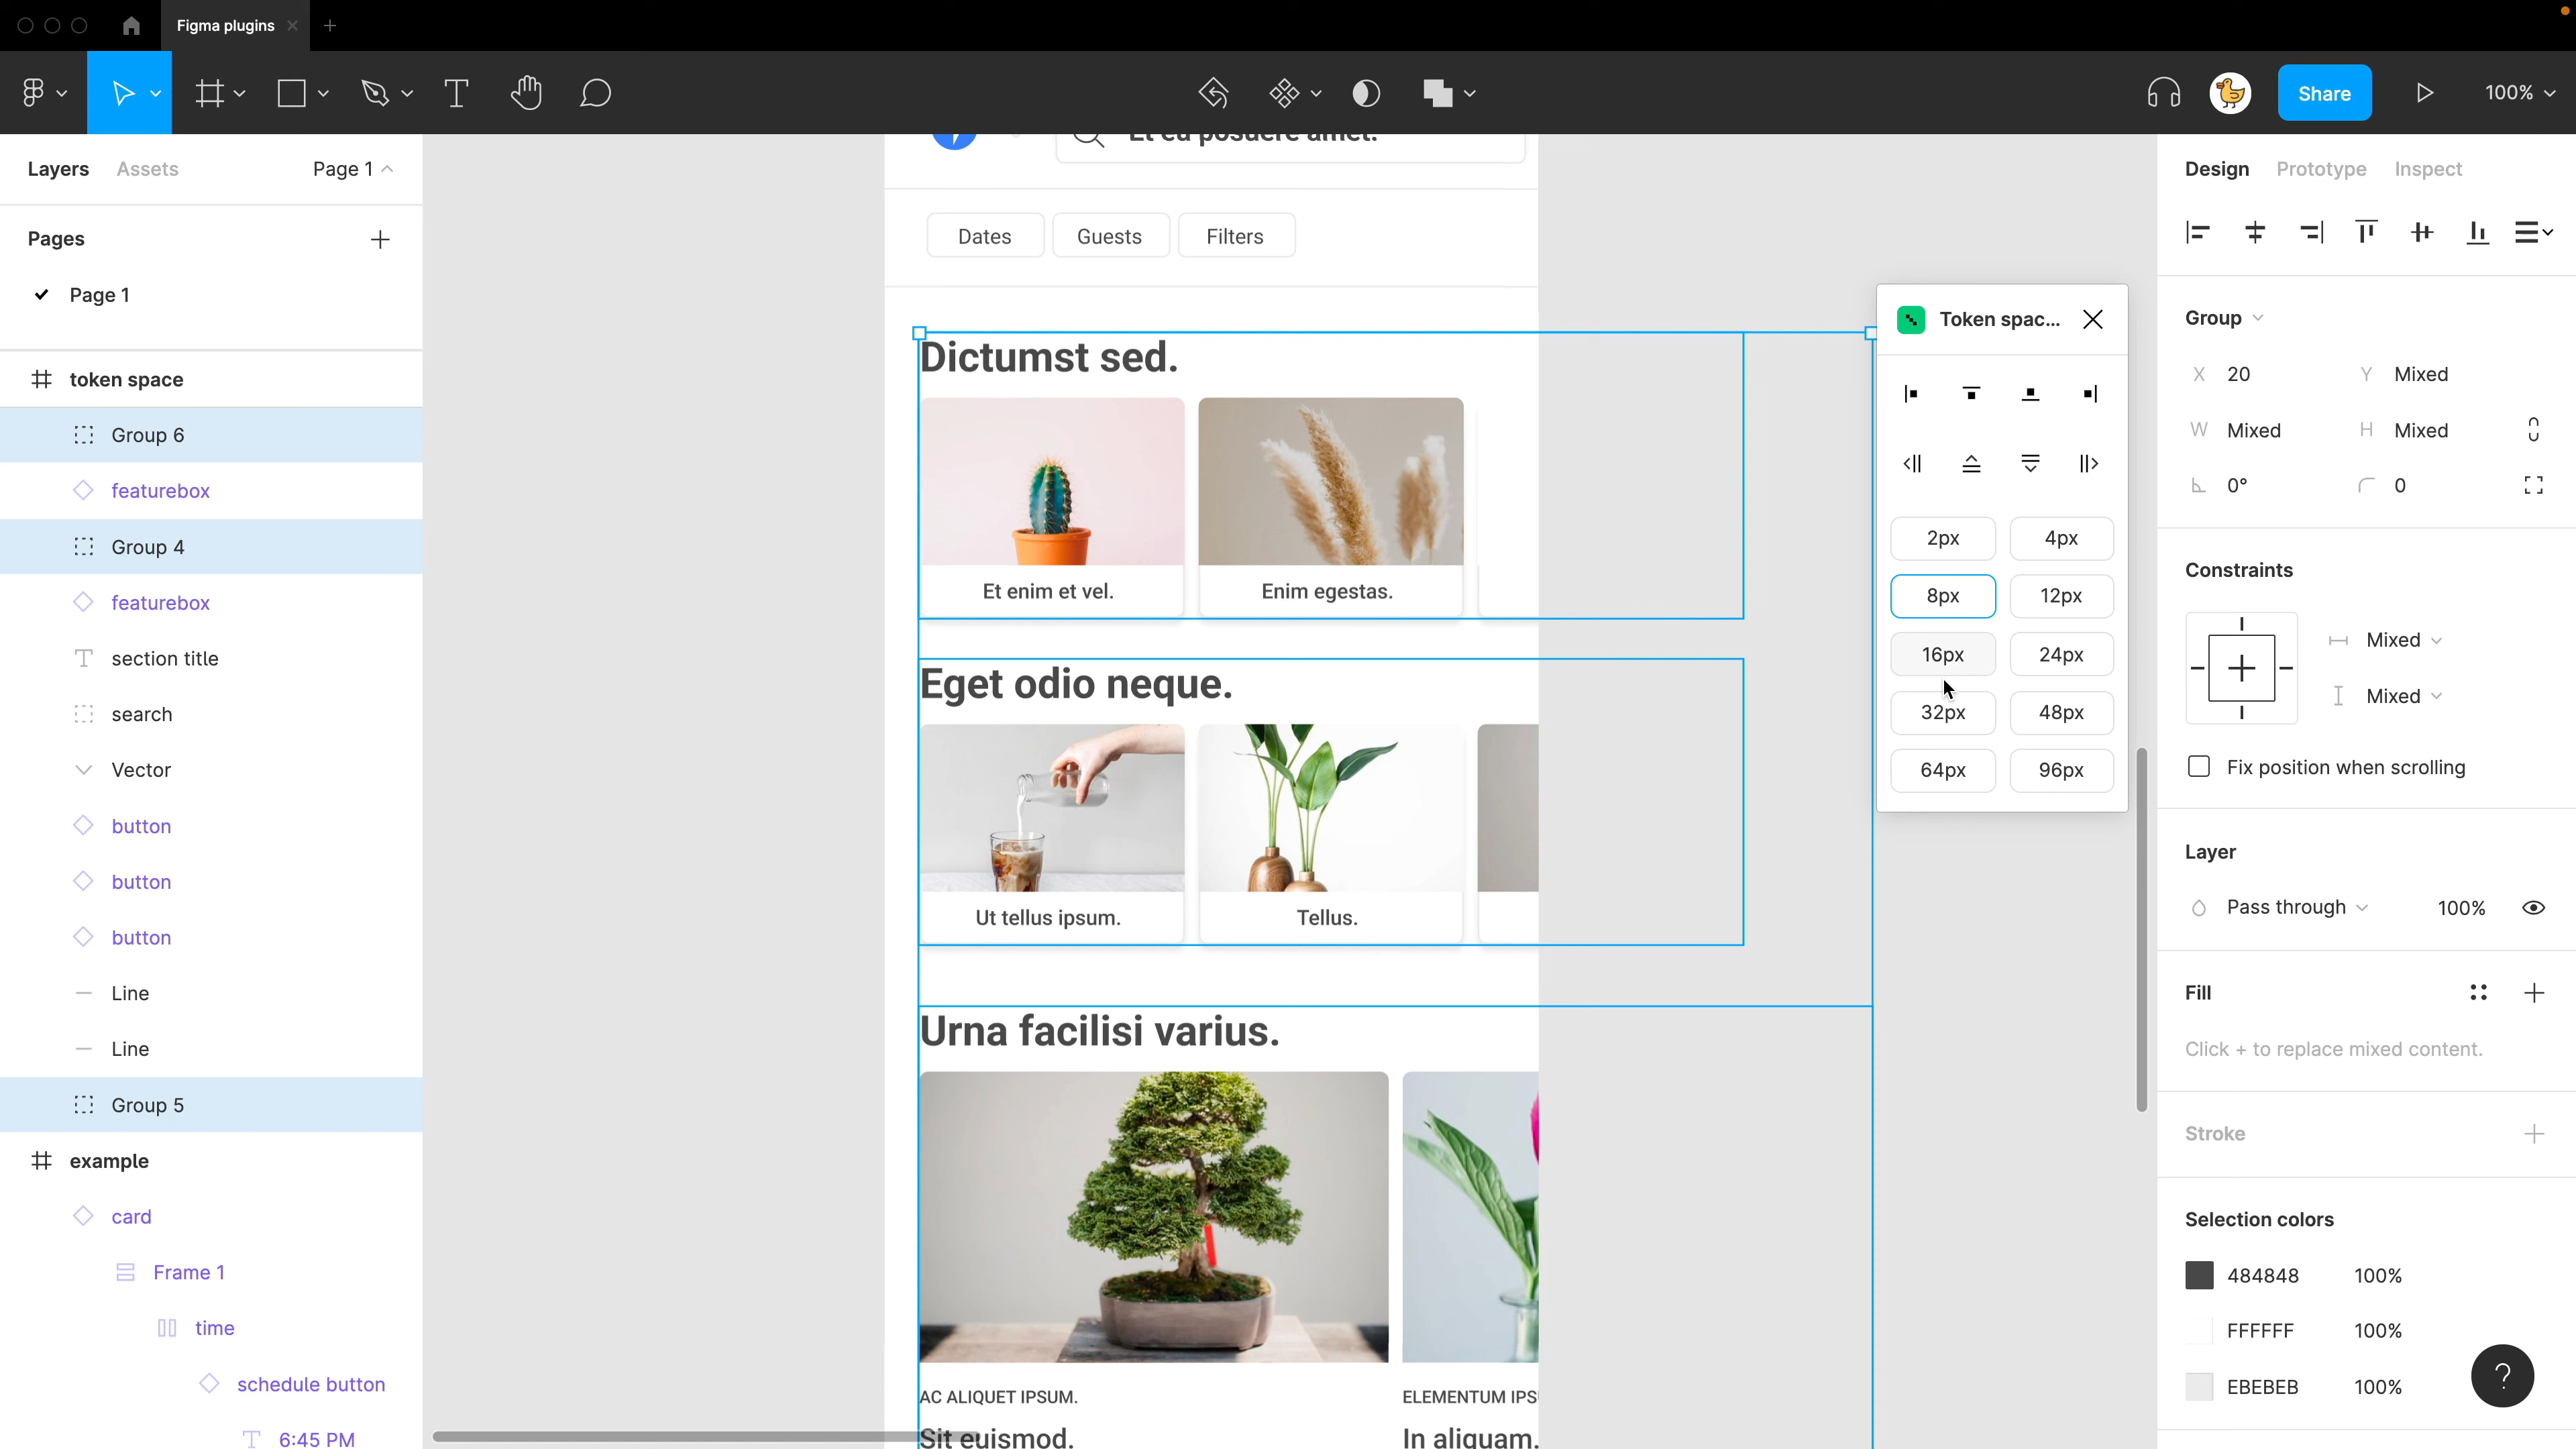 Figma plugins
Share
100%
Layers
Assets
Page 1
Pages
Page 1
token space
Group 6
featurebox
Group 4
featurebox
section title
search
Vector
button
button
button
Line
Line
Group 5
example
card
Frame 1
time
schedule button
6:45 PM
Et eu posuere amet.
Dates
Guests
Filters
Dictumst sed.
Et enim et vel.
Enim egestas.
Eget odio neque.
Ut tellus ipsum.
Tellus.
Urna facilisi varius.
AC ALIQUET IPSUM.
ELEMENTUM IPS
Sit euismod.
In aliquam.
Token spac...
2px
4px
8px
12px
16px
24px
32px
48px
64px
96px
Design
Prototype
Inspect
Group
X 20
Y Mixed
W Mixed
H Mixed
0°
0
Constraints
Mixed
Mixed
Fix position when scrolling
Layer
Pass through
100%
Fill
Click + to replace mixed content.
Stroke
Selection colors
484848 100%
FFFFFF 100%
EBEBEB 100%
?